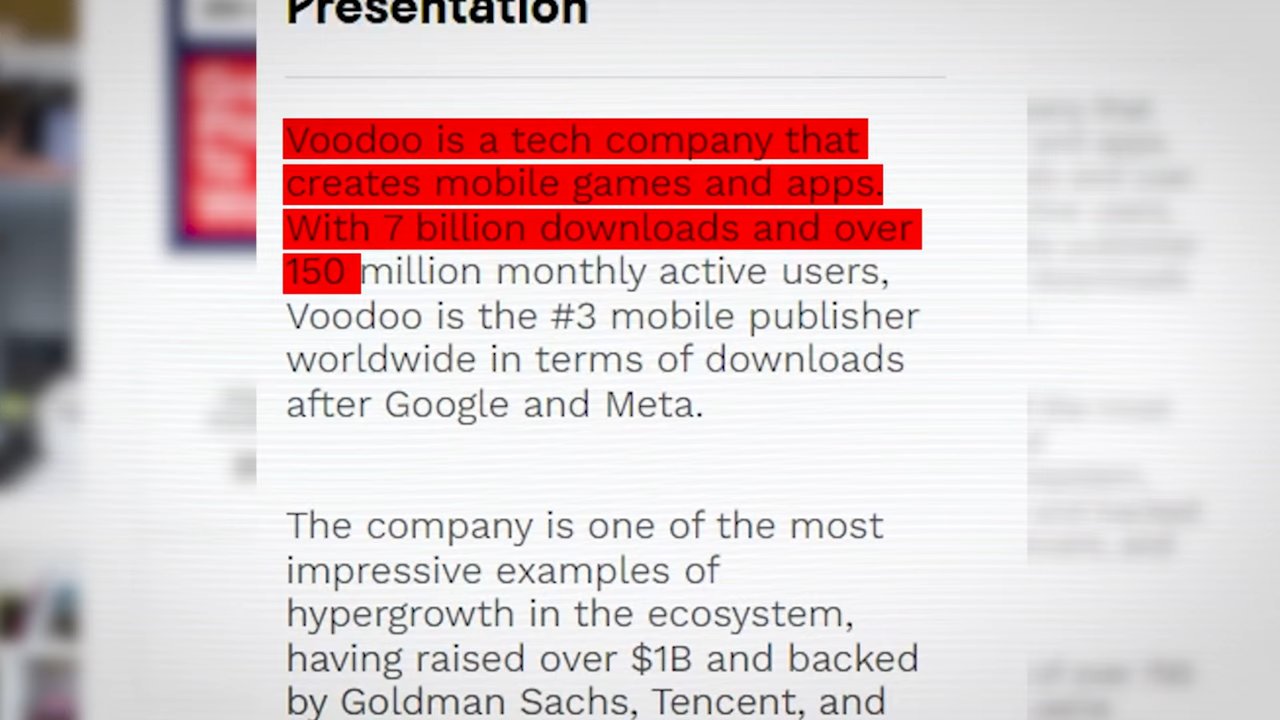 Presentation
Voodoo is a tech company that
creates mobile games and apps.
With 7 billion downloads and over
150 million monthly active users,
Voodoo is the #3 mobile publisher
worldwide in terms of downloads
after Google and Meta.
The company is one of the most
impressive examples of
hypergrowth in the ecosystem,
having raised over $1B and backed
by Goldman Sachs, Tencent, and